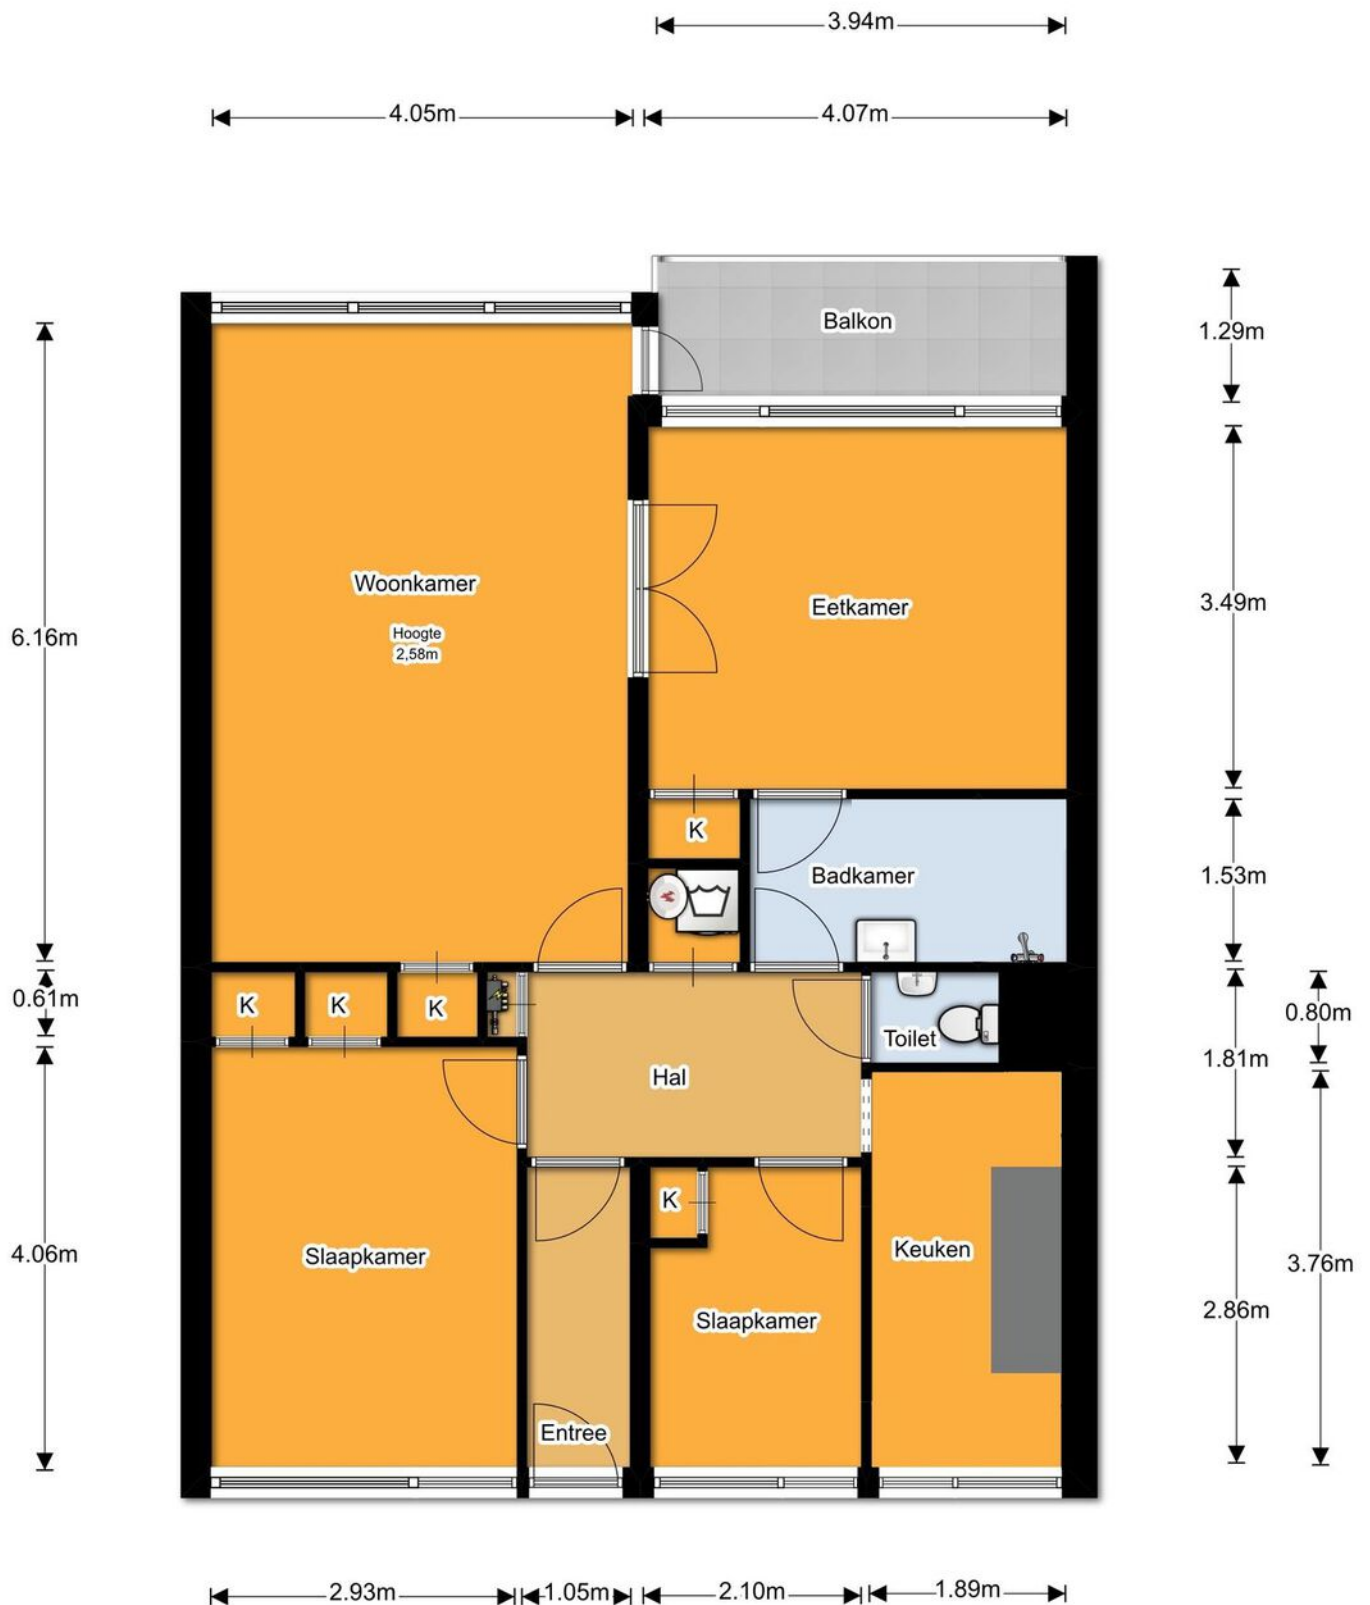 3.94m
4.05m
4.07m
Balkon
1.29m
Woonkamer
Hoogte
2,58m
Eetkamer
3.49m
6.16m
K
Badkamer
1.53m
K
K
K
0.61m
Toilet
0.80m
1.81m
Hal
K
Slaapkamer
4.06m
Keuken
3.76m
Slaapkamer
2.86m
Entree
2.93m
1.05m
2.10m
1.89m